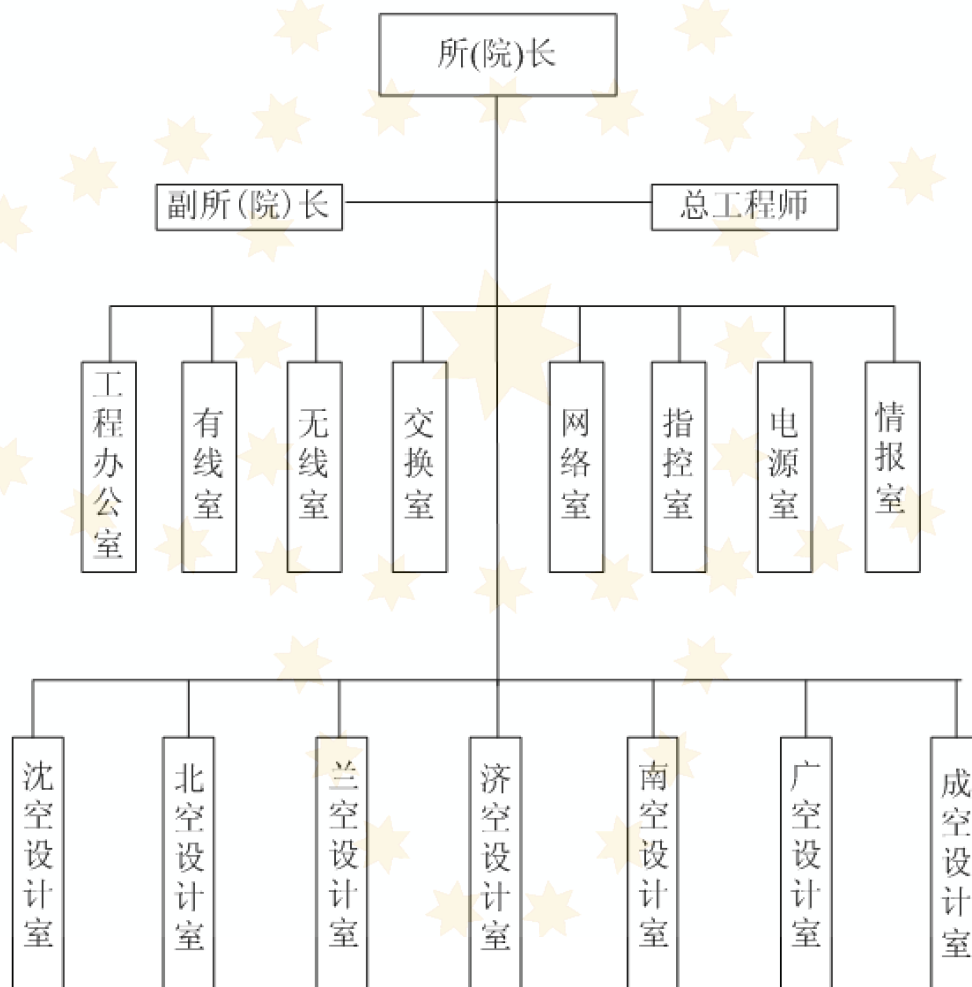 所(院)长
副所(院)长
总工程师
工程办公室
有线室
无线室
交换室
网络室
指控室
电源室
情报室
沈空设计室
北空设计室
兰空设计室
济空设计室
南空设计室
广空设计室
成空设计室